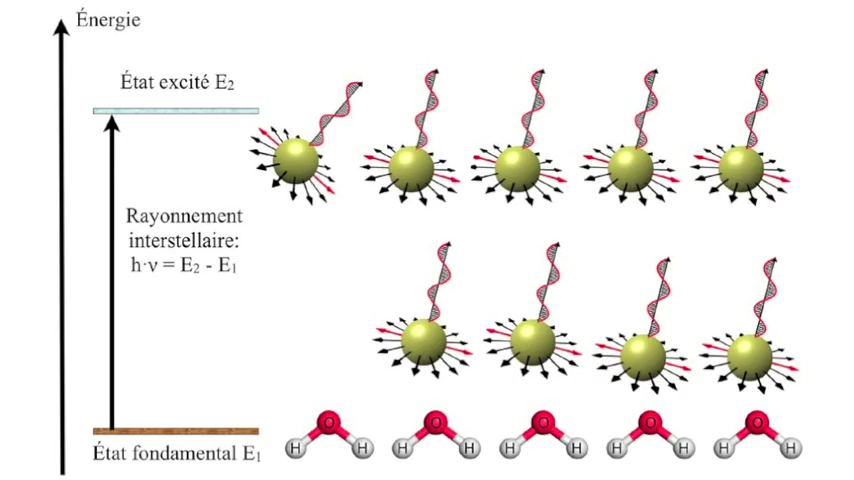 Énergie
État excité E₂
Rayonnement
interstellaire:
h·ν = E₂ - E₁
État fondamental E₁
O O O O O
H H H H H H H H H H